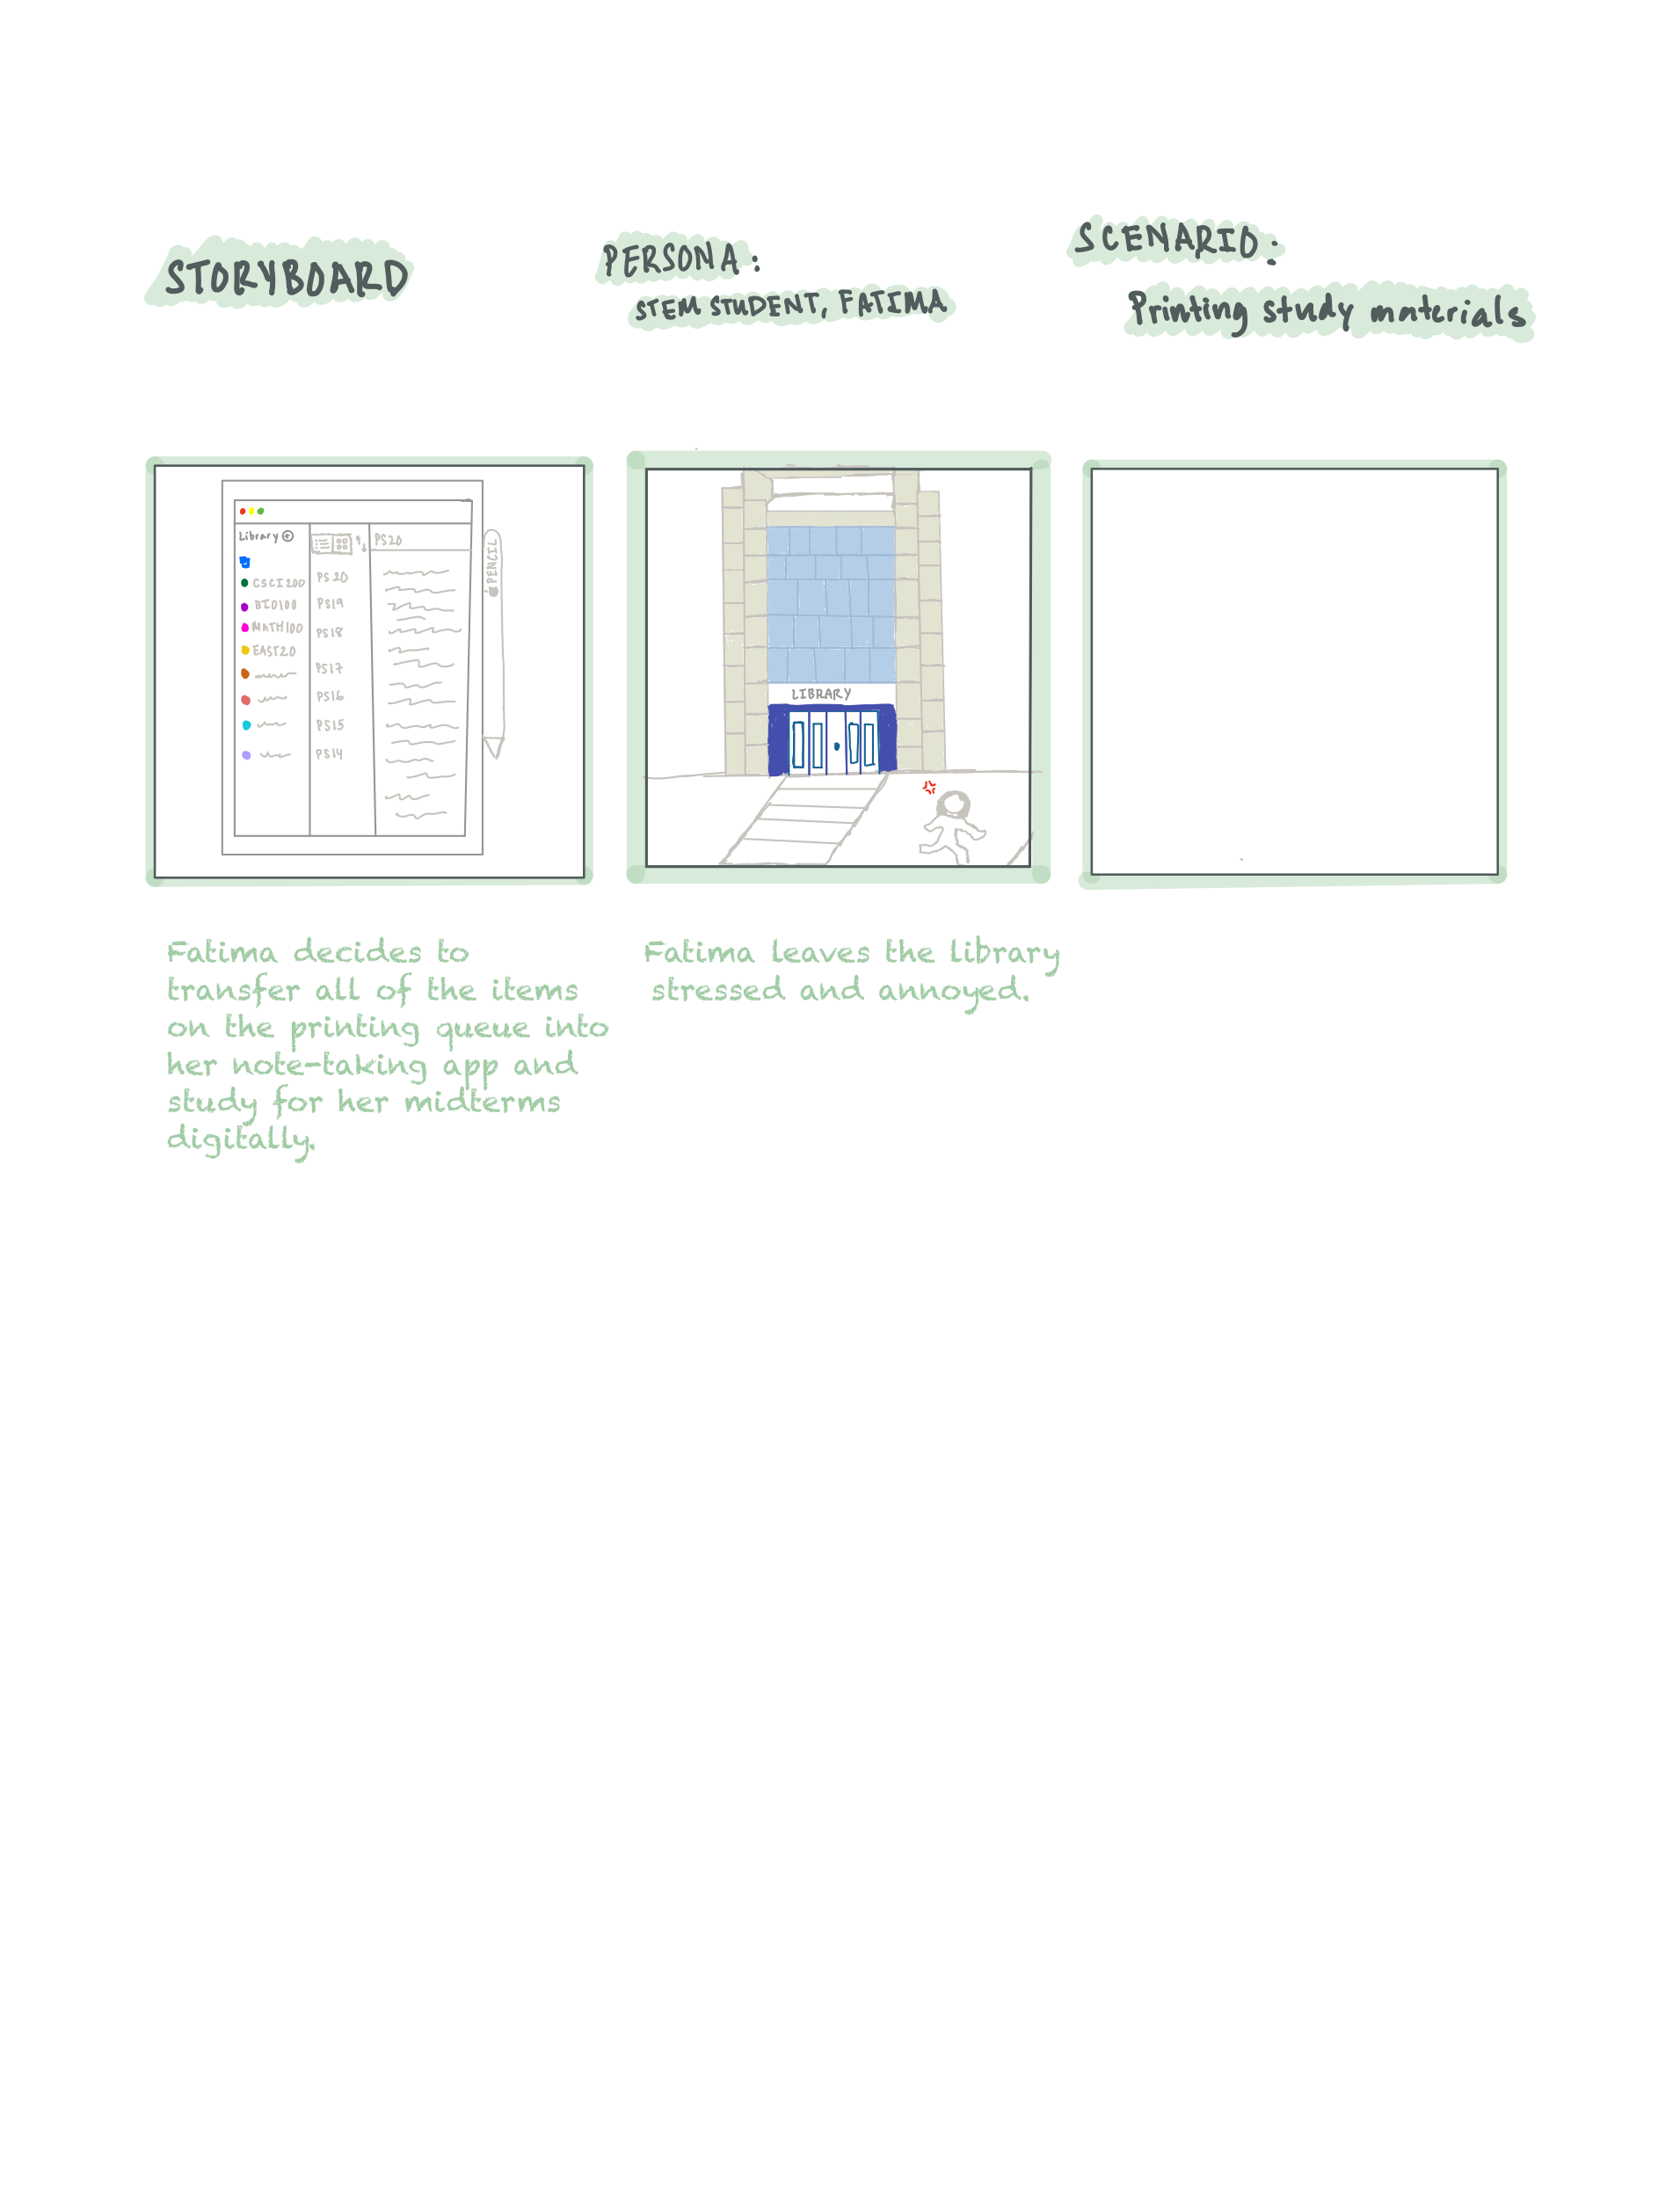 STORYBOARD
PERSONA:
STEM STUDENT, FATIMA
SCENARIO:
Printing study materials
Library
CSCI200
BIO100
MATH100
EAST20
PS20
PS19
PS18
PS17
PS16
PS15
PS14
PS20
PENCIL
LIBRARY
Fatima decides to
transfer all of the items
on the printing queue into
her note-taking app and
study for her midterms
digitally.
Fatima leaves the library
stressed and annoyed.